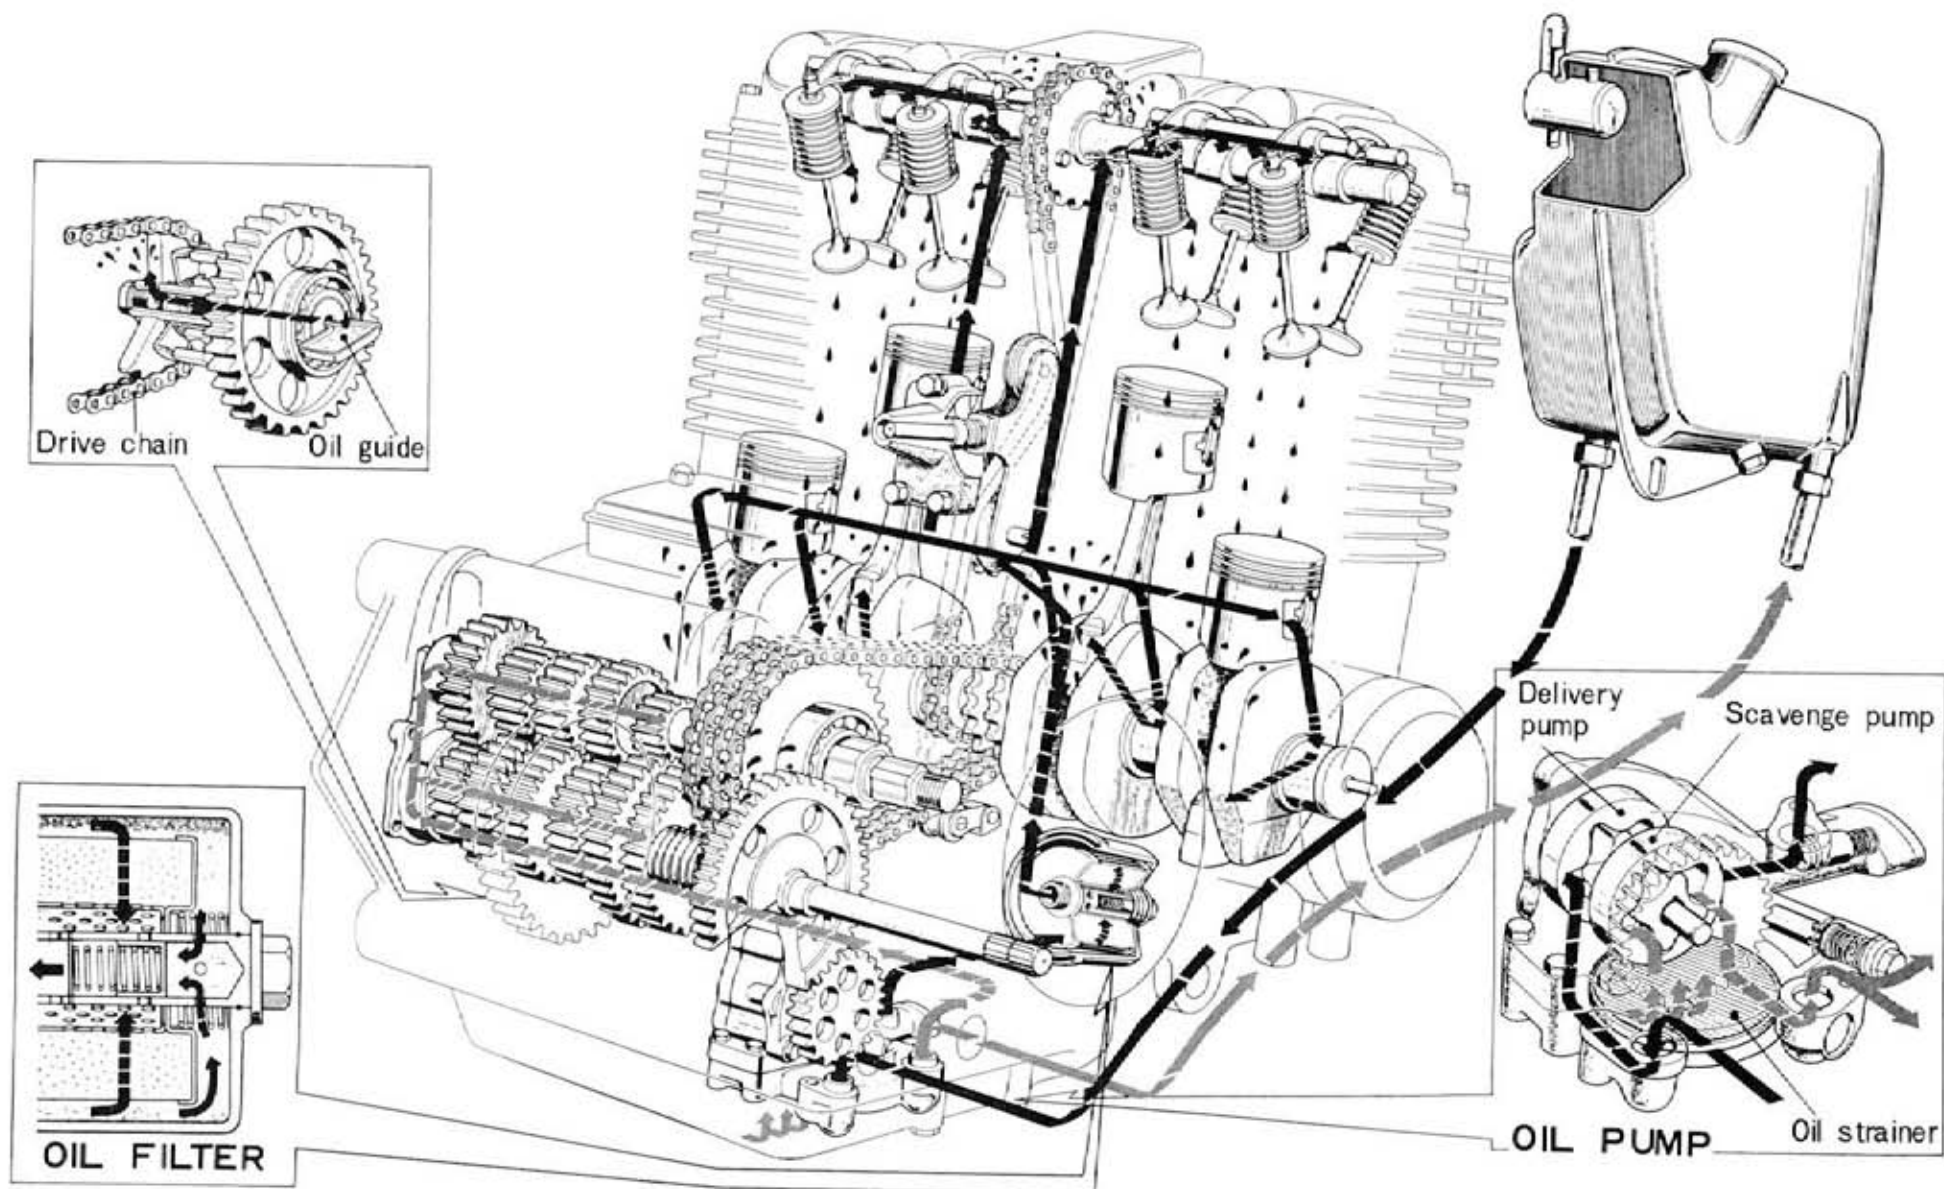 Drive chain
Oil guide
OIL FILTER
Delivery
pump
Scavenge pump
Oil strainer
OIL PUMP